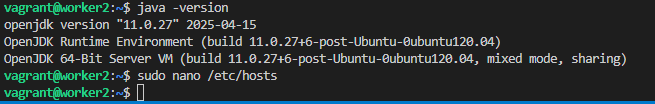 vagrant@worker2:~$ java -version
openjdk version "11.0.27" 2025-04-15
OpenJDK Runtime Environment (build 11.0.27+6-post-Ubuntu-0ubuntu120.04)
OpenJDK 64-Bit Server VM (build 11.0.27+6-post-Ubuntu-0ubuntu120.04, mixed mode, sharing)
vagrant@worker2:~$ sudo nano /etc/hosts
vagrant@worker2:~$